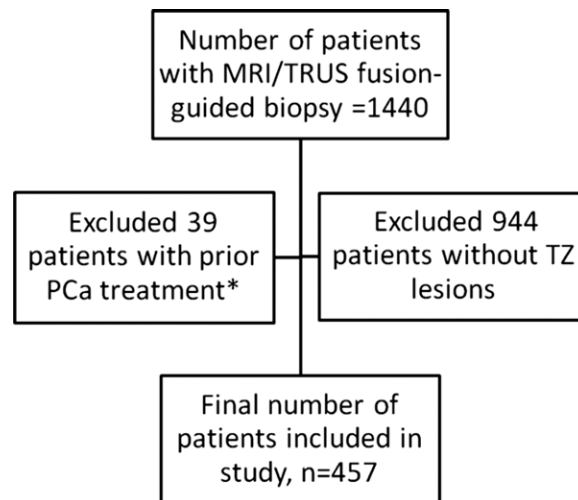 Number of patients
with MRI/TRUS fusion-
guided biopsy =1440
Excluded 39
patients with prior
PCa treatment*
Excluded 944
patients without TZ
lesions
Final number of
patients included in
study, n=457